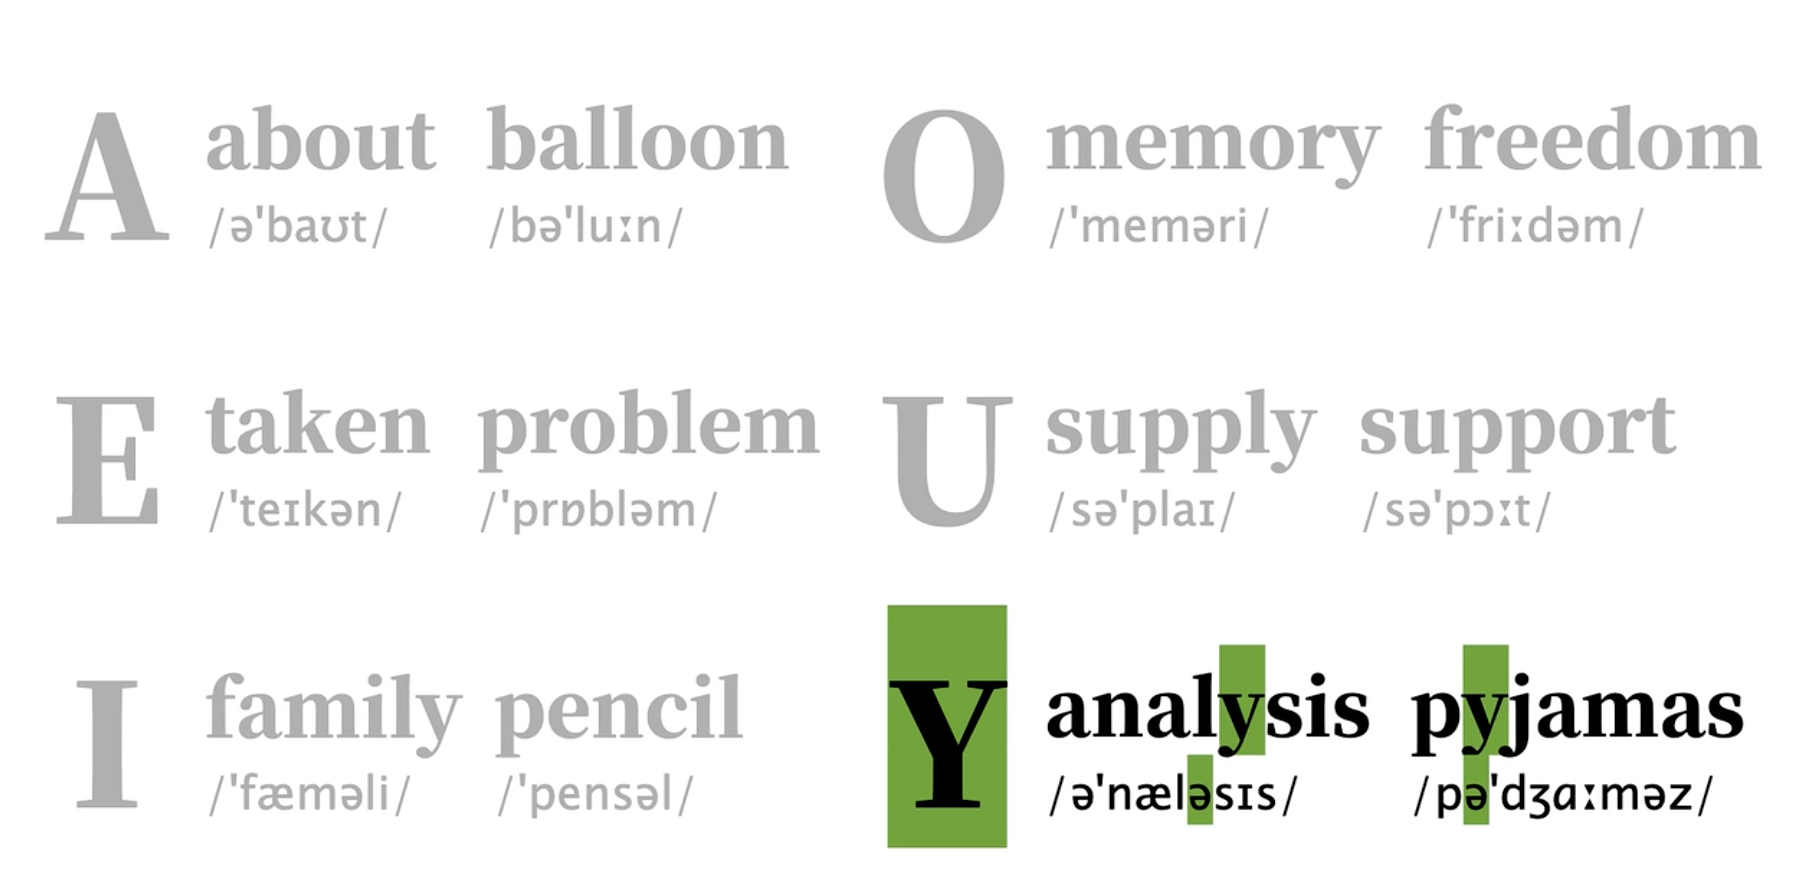 A about balloon
/ə'baʊt/ /bə'luːn/
E taken problem
/'teɪkən/ /'prɒbləm/
I family pencil
/'fæməli/ /'pensəl/
O memory freedom
/'meməri/ /'friːdəm/
U supply support
/sə'plaɪ/ /sə'pɔːt/
Y analysis pyjamas
/ə'næləsɪs/ /pə'dʒɑːməz/